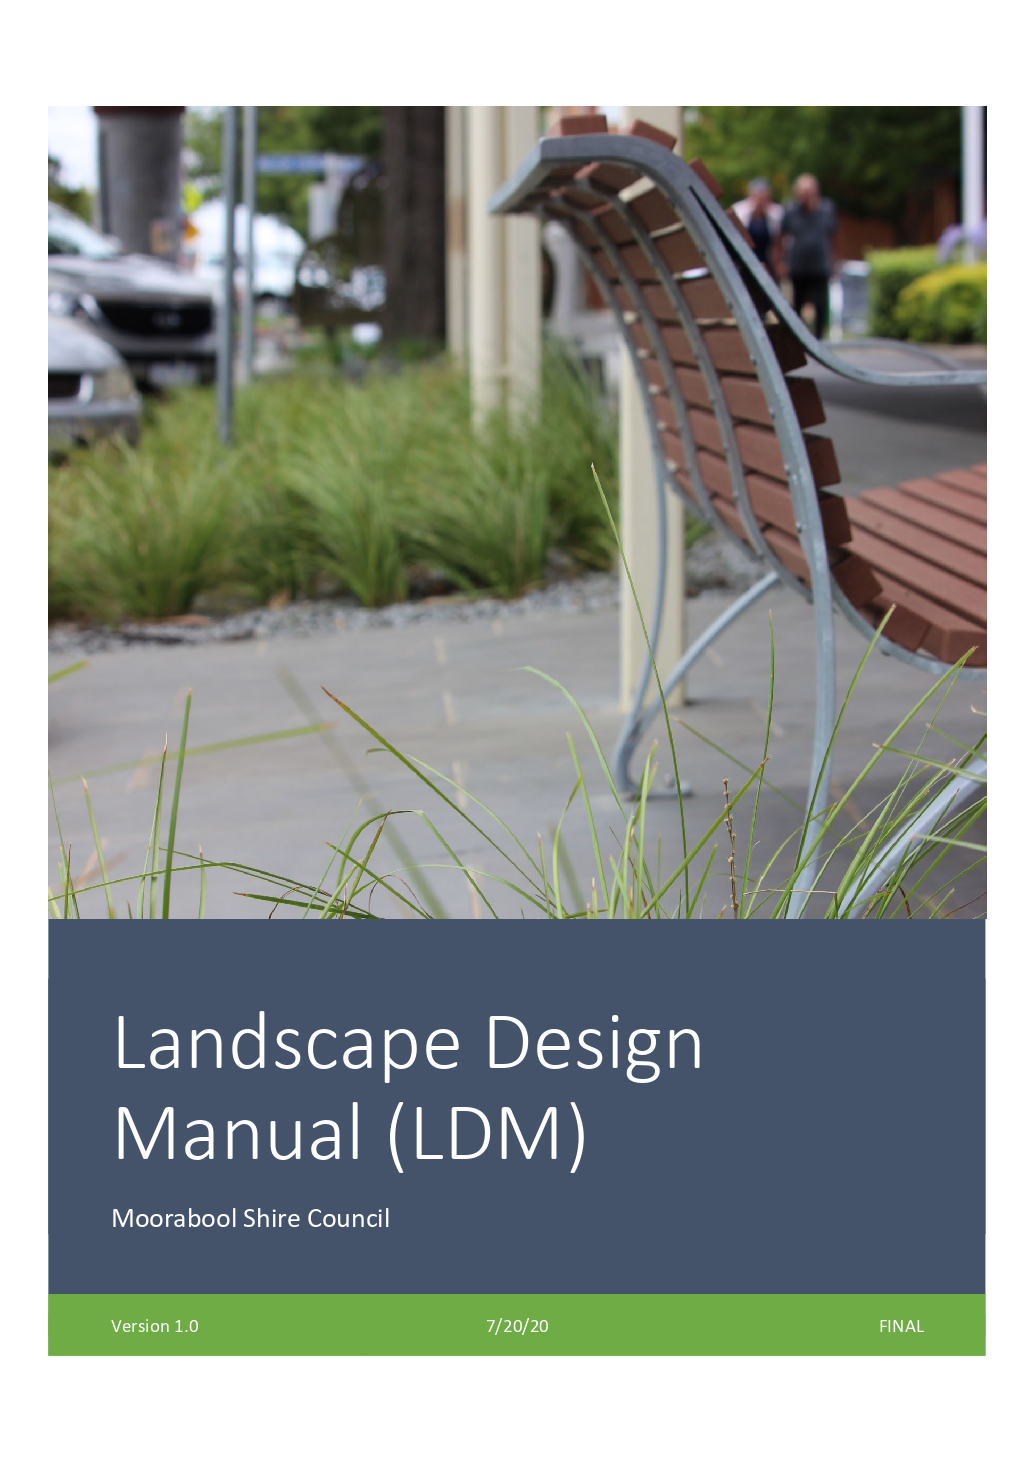 Landscape Design
Manual (LDM)
Moorabool Shire Council
Version 1.0
7/20/20
FINAL